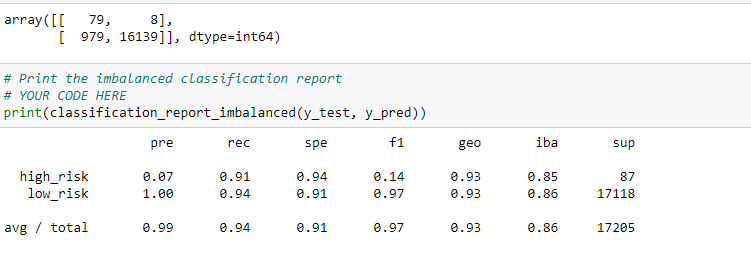 array([[   79,     8],
       [  979, 16139]], dtype=int64)
# Print the imbalanced classification report
# YOUR CODE HERE
print(classification_report_imbalanced(y_test, y_pred))
pre rec spe f1 geo iba sup
high_risk 0.07 0.91 0.94 0.14 0.93 0.85 87
low_risk 1.00 0.94 0.91 0.97 0.93 0.86 17118
avg / total 0.99 0.94 0.91 0.97 0.93 0.86 17205